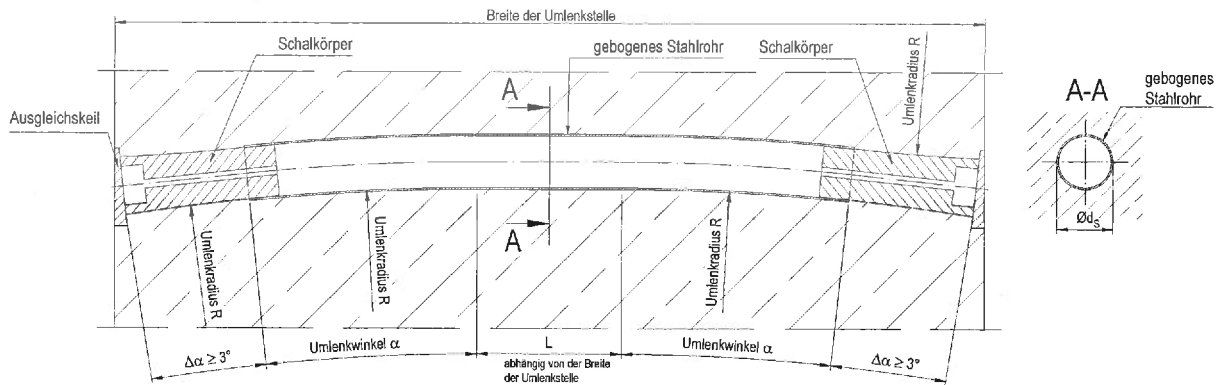 Breite der Umlenkstelle
Schalkörper
gebogenes Stahlrohr
Schalkörper
Umlenkradius R
A
A-A
gebogenes
Stahlrohr
Ausgleichskeil
Umlenkradius R
Umlenkradius R
A
Umlenkradius R
Ød_s
Δα ≥ 3°
Umlenkwinkel α
L
abhängig von der Breite
der Umlenkstelle
Umlenkwinkel α
Δα ≥ 3°